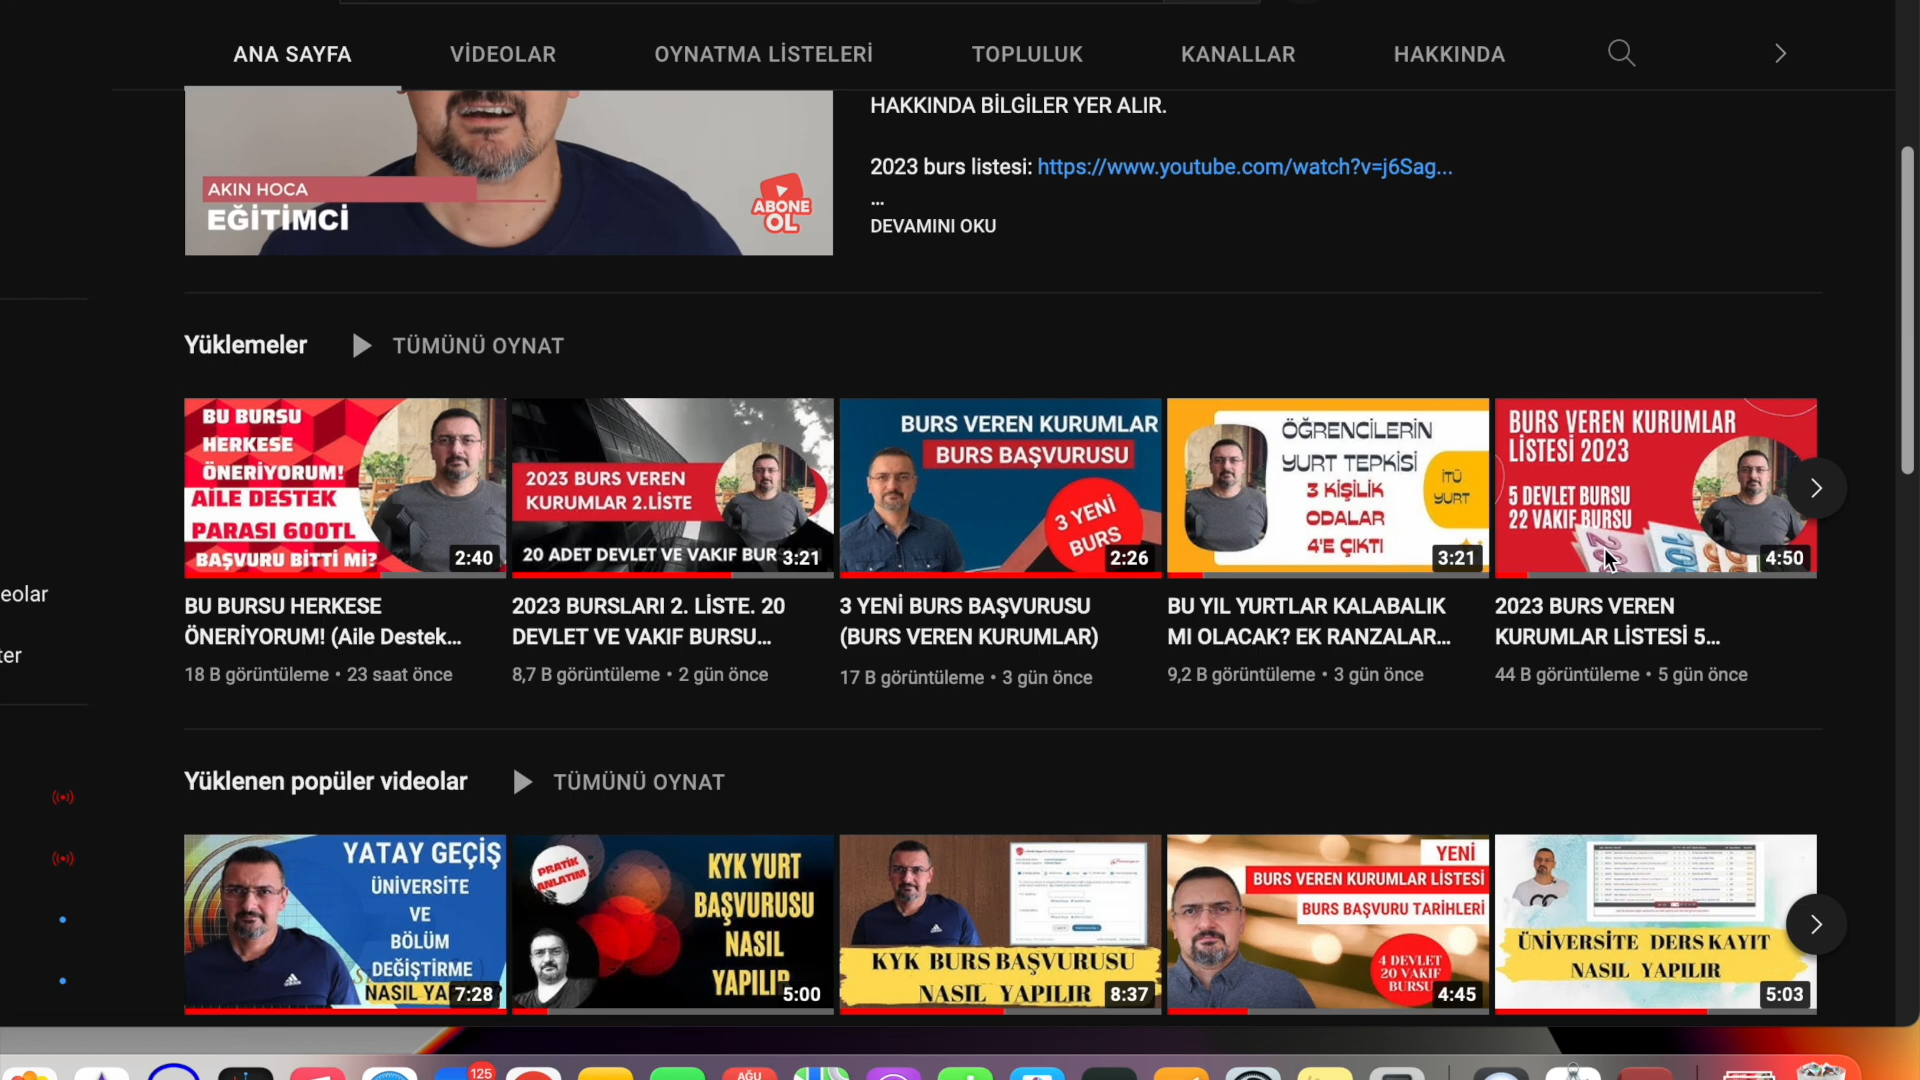 ANA SAYFA VİDEOLAR OYNATMA LİSTELERİ TOPLULUK KANALLAR HAKKINDA
HAKKINDA BİLGİLER YER ALIR.
2023 burs listesi: https://www.youtube.com/watch?v=j6Sag...
...
DEVAMINI OKU
AKIN HOCA
EĞİTİMCİ
ABONE
OL
Yüklemeler TÜMÜNÜ OYNAT
BU BURSU
HERKESE
ÖNERİYORUM!
AİLE DESTEK
PARASI 600TL
BAŞVURU BİTTİ Mİ?
2:40
2023 BURS VEREN
KURUMLAR 2.LİSTE
20 ADET DEVLET VE VAKIF BUR
3:21
BURS VEREN KURUMLAR
BURS BAŞVURUSU
3 YENİ
BURS
2:26
ÖĞRENCİLERİN
YURT TEPKİSİ
3 KİŞİLİK
ODALAR
4'E ÇIKTI
İTÜ
YURT
3:21
BURS VEREN KURUMLAR
LİSTESİ 2023
5 DEVLET BURSU
22 VAKIF BURSU
4:50
BU BURSU HERKESE
ÖNERİYORUM! (Aile Destek...
18 B görüntüleme • 23 saat önce
2023 BURSLARI 2. LİSTE. 20
DEVLET VE VAKIF BURSU...
8,7 B görüntüleme • 2 gün önce
3 YENİ BURS BAŞVURUSU
(BURS VEREN KURUMLAR)
17 B görüntüleme • 3 gün önce
BU YIL YURTLAR KALABALIK
MI OLACAK? EK RANZALAR...
9,2 B görüntüleme • 3 gün önce
2023 BURS VEREN
KURUMLAR LİSTESİ 5...
44 B görüntüleme • 5 gün önce
eolar
ter
Yüklenen popüler videolar TÜMÜNÜ OYNAT
YATAY GEÇİŞ
ÜNİVERSİTE
VE
BÖLÜM
DEĞİŞTİRME
NASIL YA
7:28
PRATİK
ANLATIM
KYK YURT
BAŞVURUSU
NASIL
YAPILIR
5:00
KYK BURS BAŞVURUSU
NASIL YAPILIR
8:37
YENİ
BURS VEREN KURUMLAR LİSTESİ
BURS BAŞVURU TARİHLERİ
4 DEVLET
20 VAKIF
BURSU
4:45
ÜNİVERSİTE DERS KAYIT
NASIL YAPILIR
5:03
125
AĞU